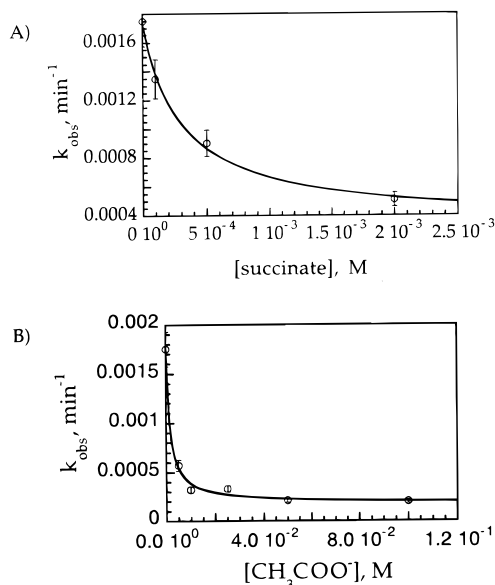 A)
k_obs, min^-1
0.0016
0.0012
0.0008
0.0004
0 10^0 5 10^-4 1 10^-3 1.5 10^-3 2 10^-3 2.5 10^-3
[succinate], M
B)
k_obs, min^-1
0.002
0.0015
0.001
0.0005
0
0.0 10^0 4.0 10^-2 8.0 10^-2 1.2 10^-1
[CH_3COO^-], M